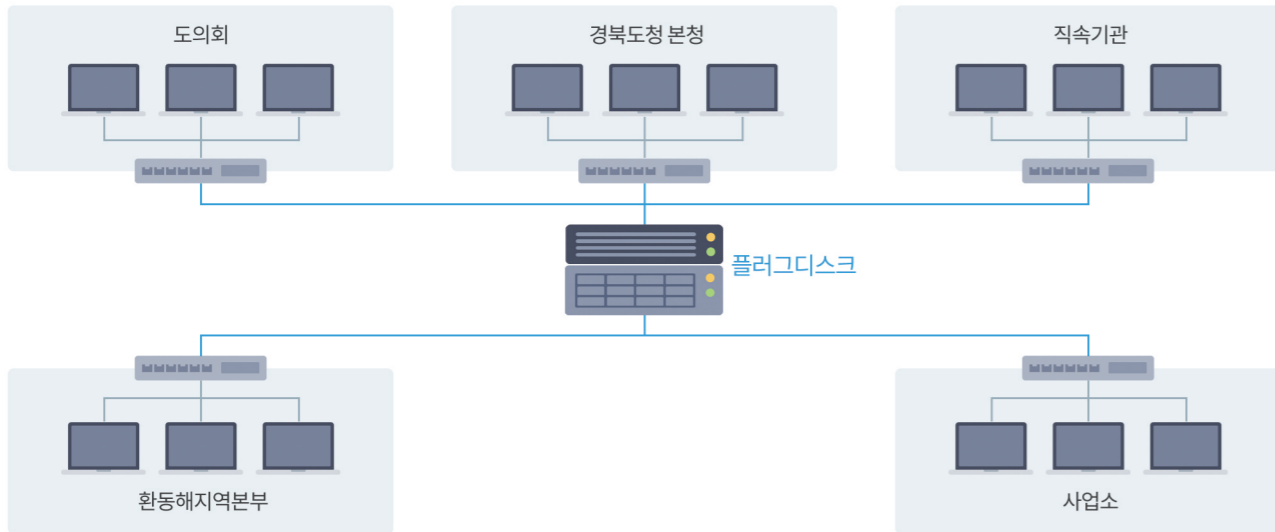 도의회
경북도청 본청
직속기관
플러그디스크
환동해지역본부
사업소